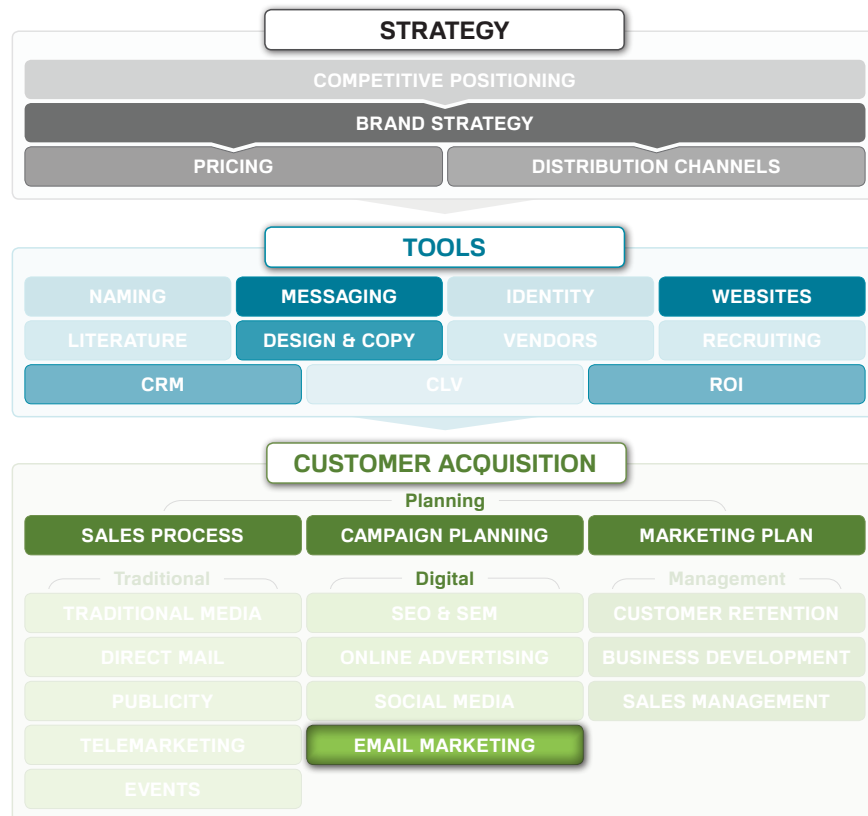 STRATEGY
COMPETITIVE POSITIONING
BRAND STRATEGY
PRICING DISTRIBUTION CHANNELS
TOOLS
NAMING MESSAGING IDENTITY WEBSITES
LITERATURE DESIGN & COPY VENDORS RECRUITING
CRM CLV ROI
CUSTOMER ACQUISITION
Planning
SALES PROCESS CAMPAIGN PLANNING MARKETING PLAN
Traditional Digital Management
TRADITIONAL MEDIA SEO & SEM CUSTOMER RETENTION
DIRECT MAIL ONLINE ADVERTISING BUSINESS DEVELOPMENT
PUBLICITY SOCIAL MEDIA SALES MANAGEMENT
TELEMARKETING EMAIL MARKETING
EVENTS